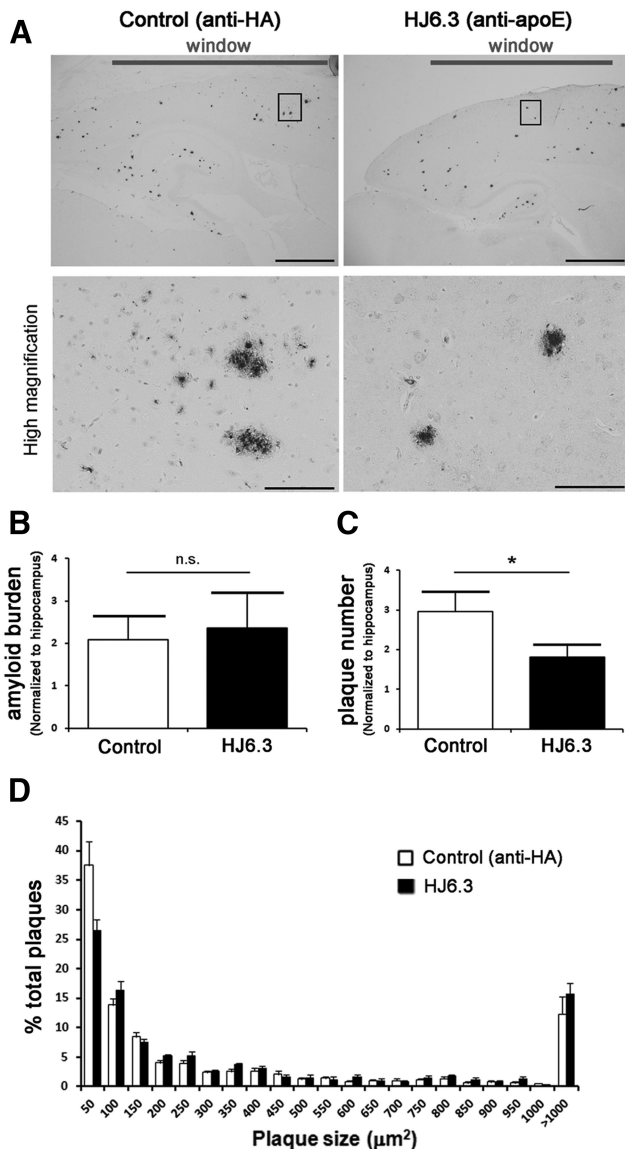 A
Control (anti-HA)
HJ6.3 (anti-apoE)
window
window
High magnification
B
amyloid burden
(Normalized to hippocampus)
4
3
2
1
0
n.s.
Control
HJ6.3
C
plaque number
(Normalized to hippocampus)
4
3
2
1
0
*
Control
HJ6.3
D
% total plaques
45
40
35
30
25
20
15
10
5
0
Control (anti-HA)
HJ6.3
50 100 150 200 250 300 350 400 450 500 550 600 650 700 750 800 850 900 950 1000 >1000
Plaque size (μm²)